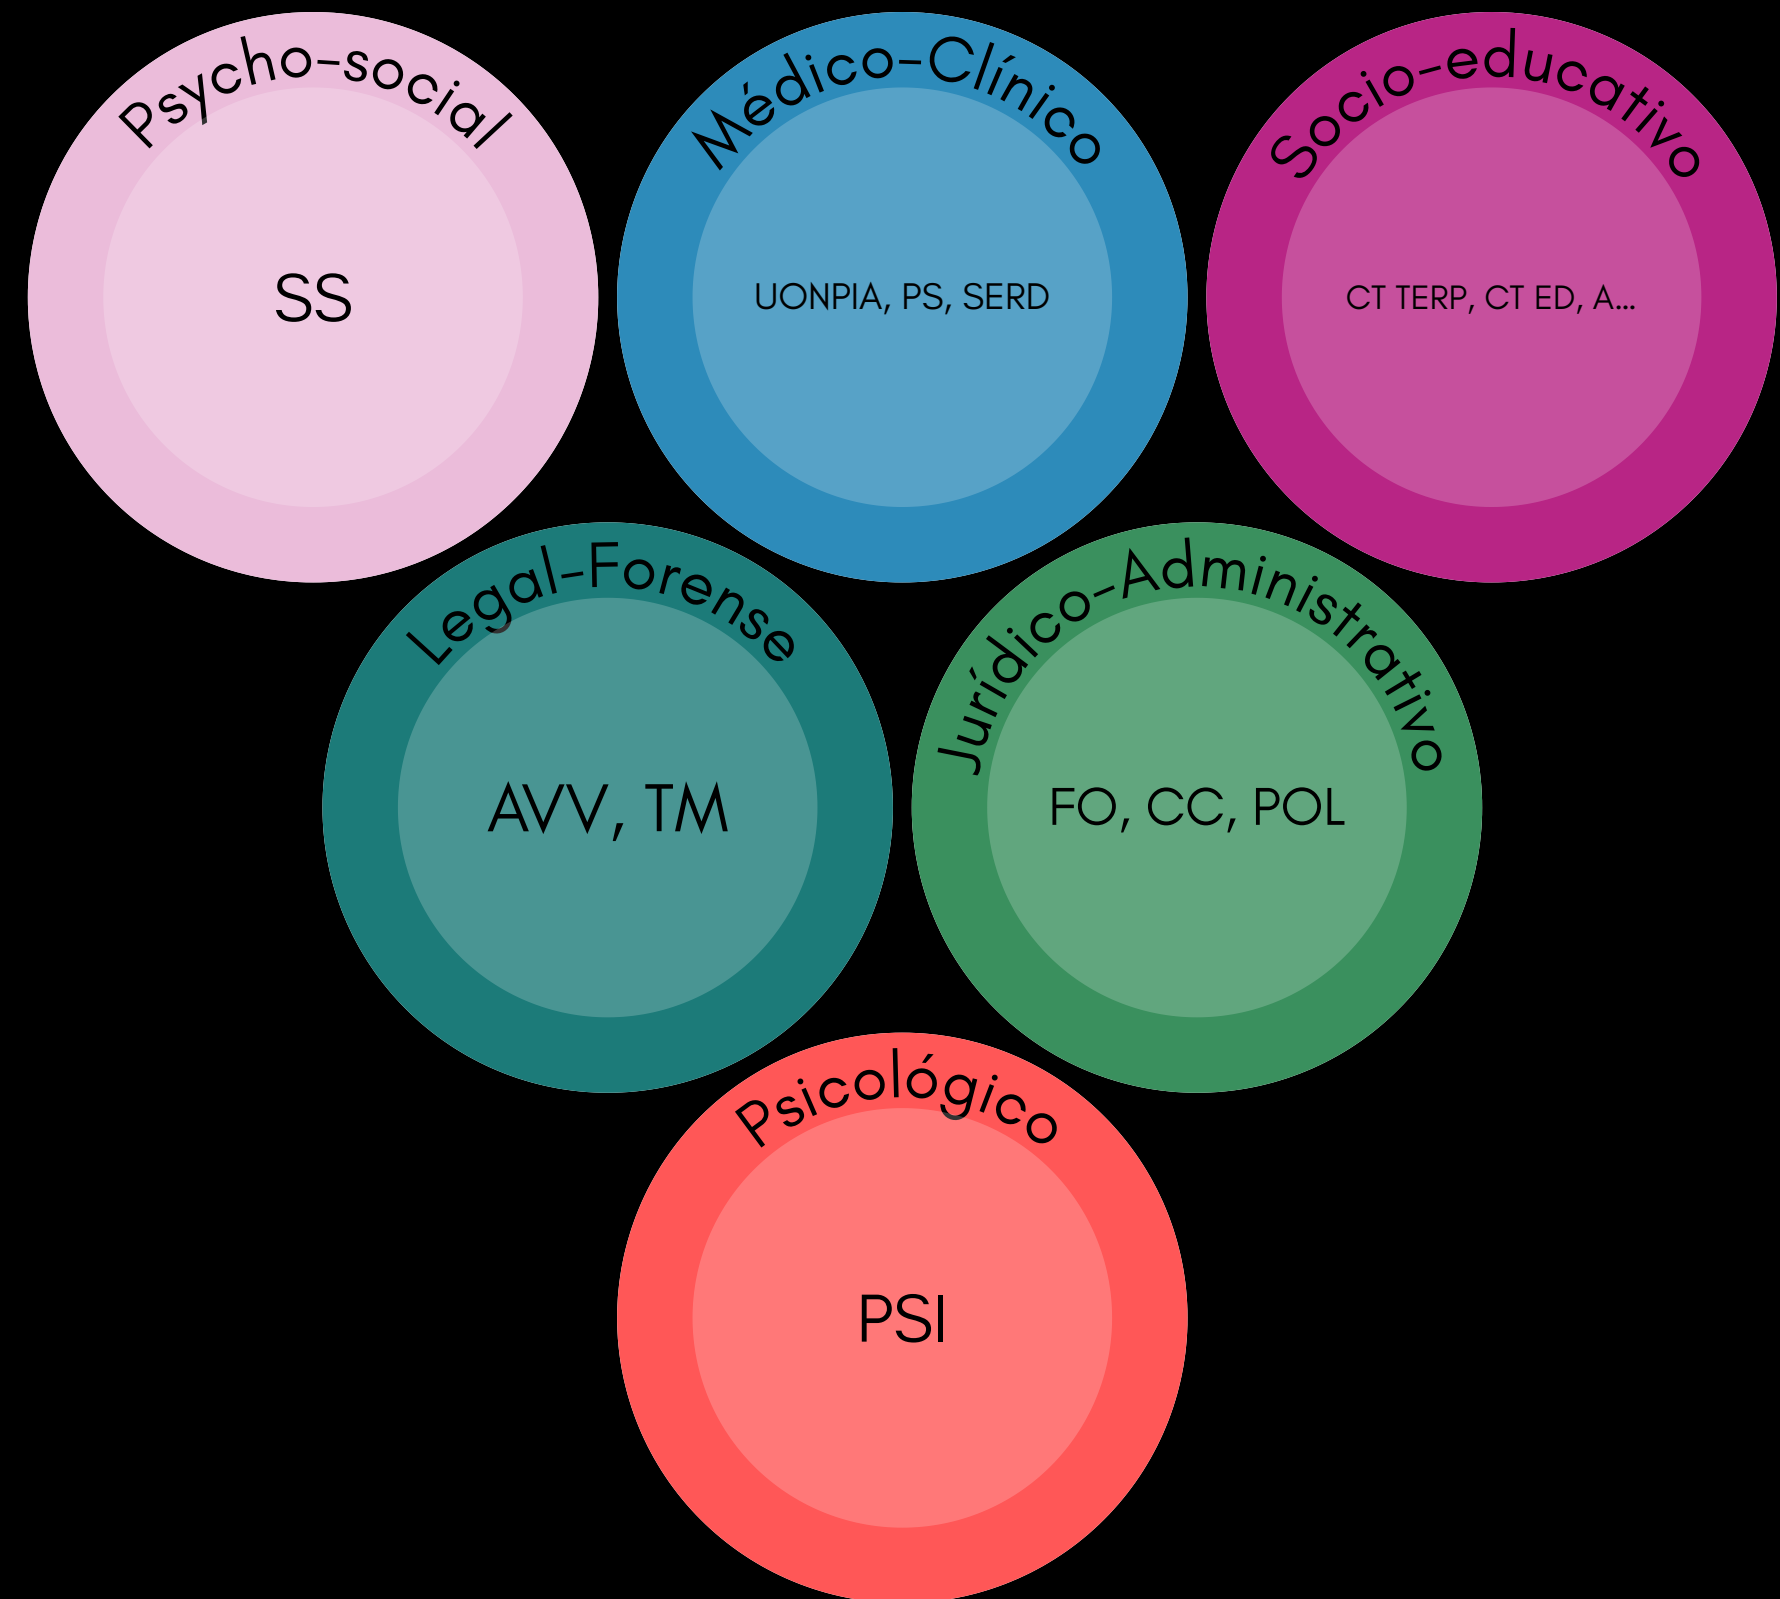 Psycho-social
SS
Médico-Clínico
UONPIA, PS, SERD
Socio-educativo
CT TERP, CT ED, A...
Legal-Forense
AVV, TM
Jurídico-Administrativo
FO, CC, POL
Psicológico
PSI